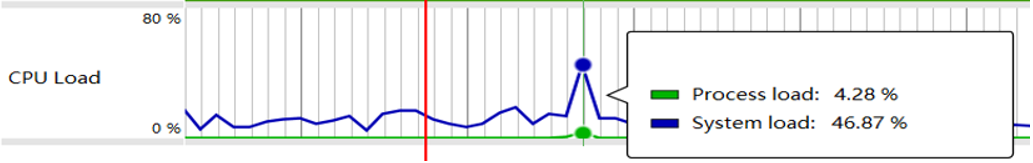 80 %
CPU Load
0 %
Process load: 4.28 %
System load: 46.87 %